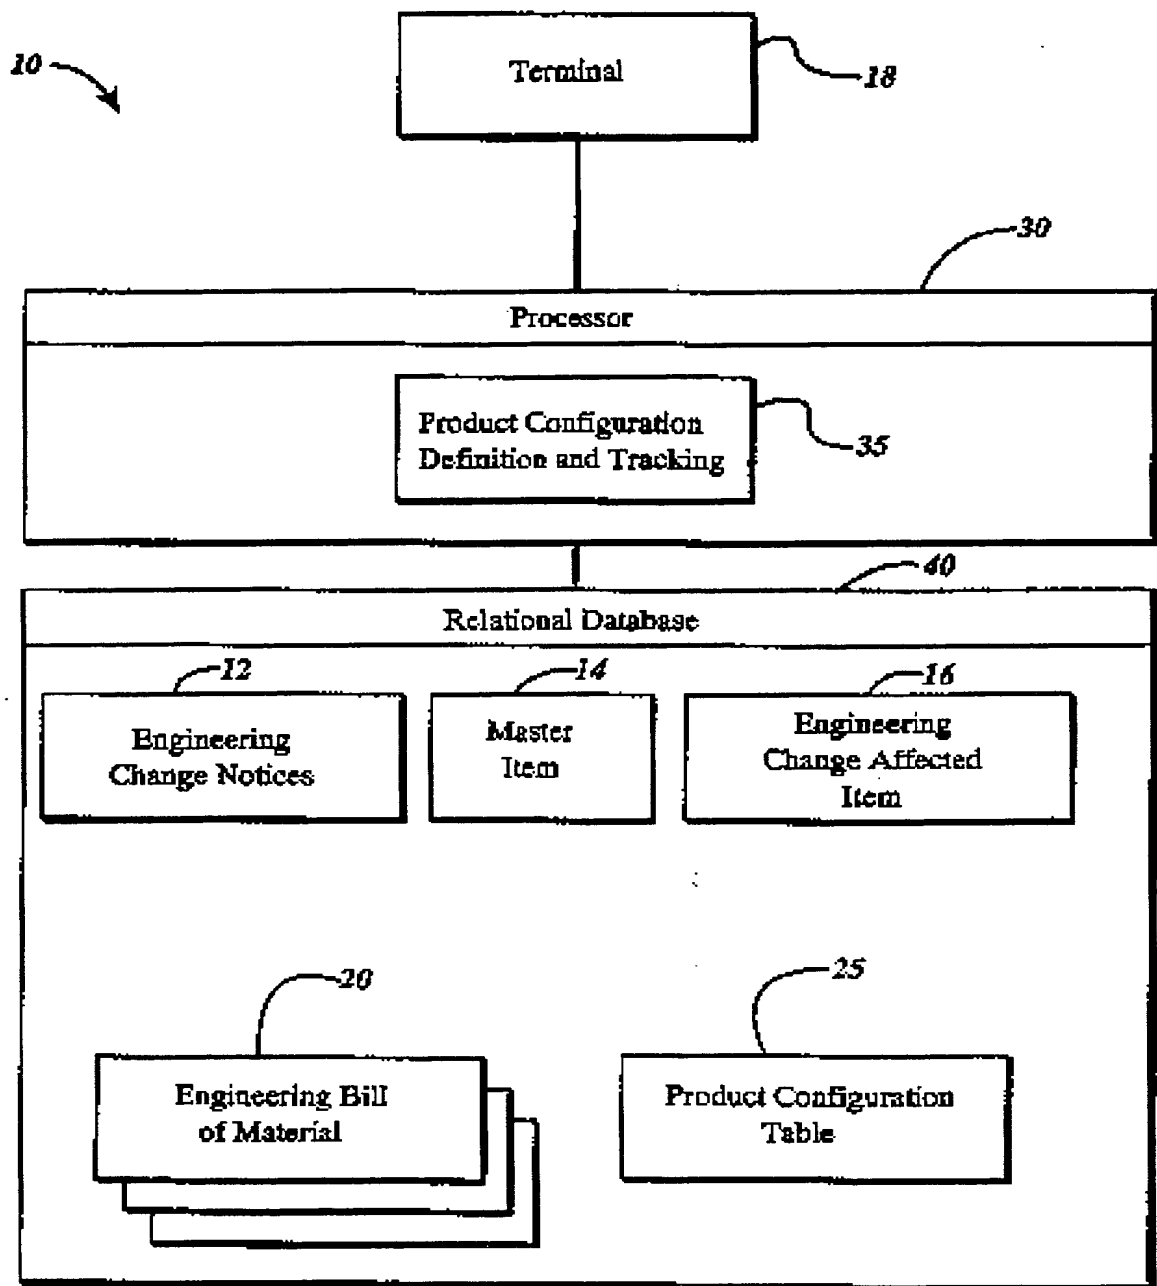 10
Terminal
18
30
Processor
Product Configuration
Definition and Tracking
35
40
Relational Database
12
14
16
Engineering
Change Notices
Master
Item
Engineering
Change Affected
Item
20
25
Engineering Bill
of Material
Product Configuration
Table